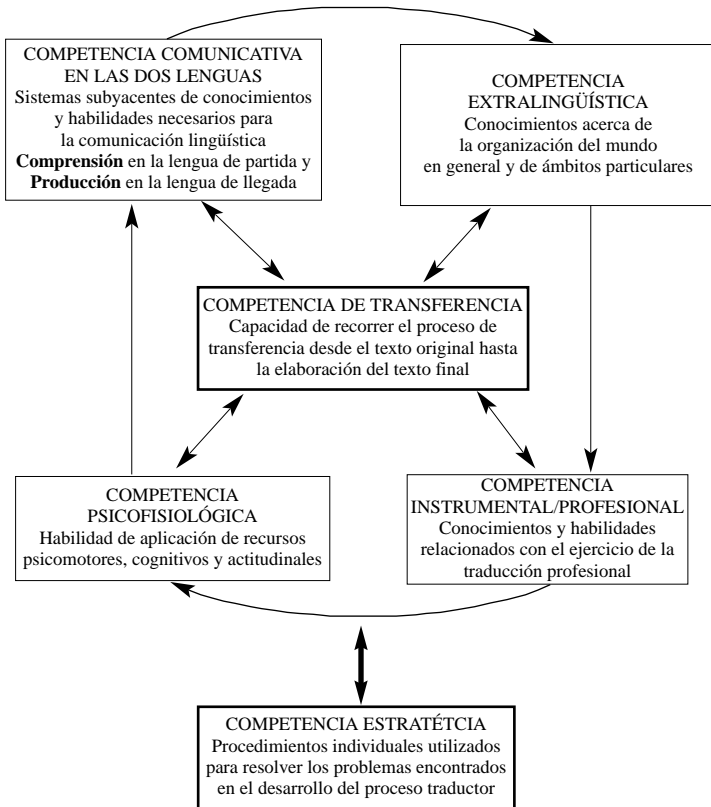 COMPETENCIA COMUNICATIVA
EN LAS DOS LENGUAS
Sistemas subyacentes de conocimientos
y habilidades necesarios para
la comunicación lingüística
Comprensión en la lengua de partida y
Producción en la lengua de llegada
COMPETENCIA
EXTRALINGÜÍSTICA
Conocimientos acerca de
la organización del mundo
en general y de ámbitos particulares
COMPETENCIA DE TRANSFERENCIA
Capacidad de recorrer el proceso de
transferencia desde el texto original hasta
la elaboración del texto final
COMPETENCIA
PSICOFISIOLÓGICA
Habilidad de aplicación de recursos
psicomotores, cognitivos y actitudinales
COMPETENCIA
INSTRUMENTAL/PROFESIONAL
Conocimientos y habilidades
relacionados con el ejercicio de la
traducción profesional
COMPETENCIA ESTRATÉTCIA
Procedimientos individuales utilizados
para resolver los problemas encontrados
en el desarrollo del proceso traductor